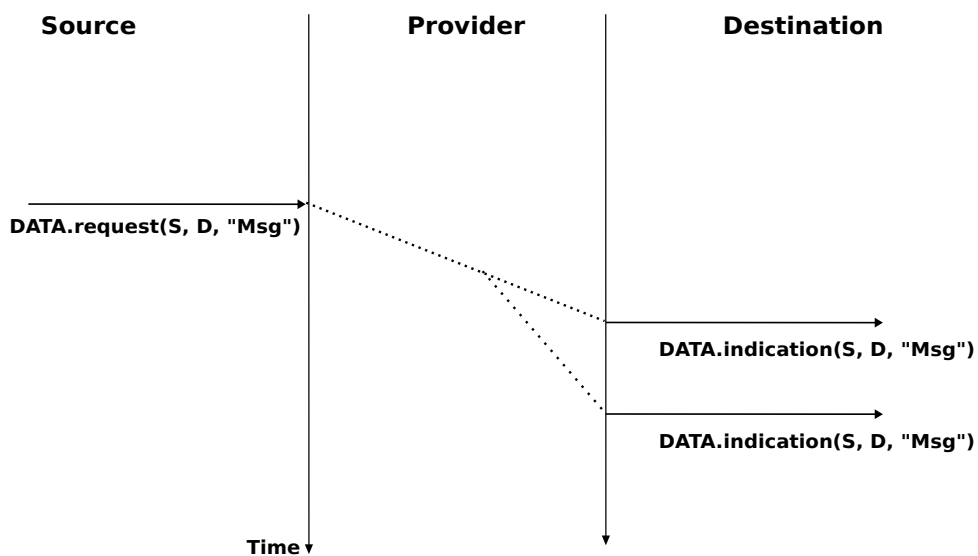 Source
Provider
Destination
DATA.request(S, D, "Msg")
DATA.indication(S, D, "Msg")
DATA.indication(S, D, "Msg")
Time